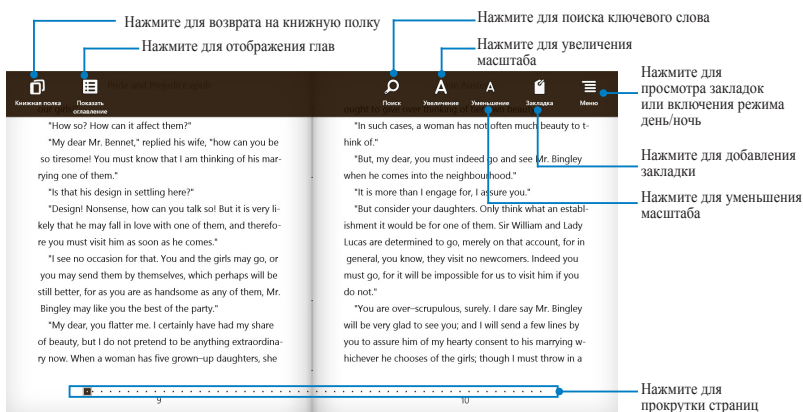 Нажмите для возврата на книжную полку
Нажмите для поиска ключевого слова
Нажмите для отображения глав
Нажмите для увеличения
масштаба
Нажмите для
просмотра закладок
или включения режима
день/ночь
Книжная полка
Показать
оглавление
Поиск
Увеличение
Уменьшение
Закладка
Меню
Нажмите для добавления
закладки
Нажмите для уменьшения
масштаба
"How so? How can it affect them?"
"My dear Mr. Bennet," replied his wife, "how can you be
so tiresome! You must know that I am thinking of his mar-
rying one of them."
"Is that his design in settling here?"
"Design! Nonsense, how can you talk so! But it is very li-
kely that he may fall in love with one of them, and therefo-
re you must visit him as soon as he comes."
"I see no occasion for that. You and the girls may go, or
you may send them by themselves, which perhaps will be
still better, for as you are as handsome as any of them, Mr.
Bingley may like you the best of the party."
"My dear, you flatter me. I certainly have had my share
of beauty, but I do not pretend to be anything extraordina-
ry now. When a woman has five grown-up daughters, she
9
ought to give over thinking of her own beauty."
"In such cases, a woman has not often much beauty to t-
hink of."
"But, my dear, you must indeed go and see Mr. Bingley
when he comes into the neighbourhood."
"It is more than I engage for, I assure you."
"But consider your daughters. Only think what an establ-
ishment it would be for one of them. Sir William and Lady
Lucas are determined to go, merely on that account, for in
general, you know, they visit no newcomers. Indeed you
must go, for it will be impossible for us to visit him if you
do not."
"You are over-scrupulous, surely. I dare say Mr. Bingley
will be very glad to see you; and I will send a few lines by
you to assure him of my hearty consent to his marrying w-
hichever he chooses of the girls; though I must throw in a
10
Нажмите для
прокрутки страниц